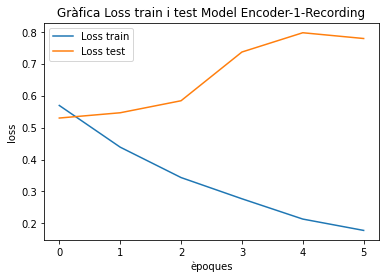 Gràfica Loss train i test Model Encoder-1-Recording
Loss train
Loss test
0.8
0.7
0.6
0.5
0.4
0.3
0.2
loss
0 1 2 3 4 5
èpoques